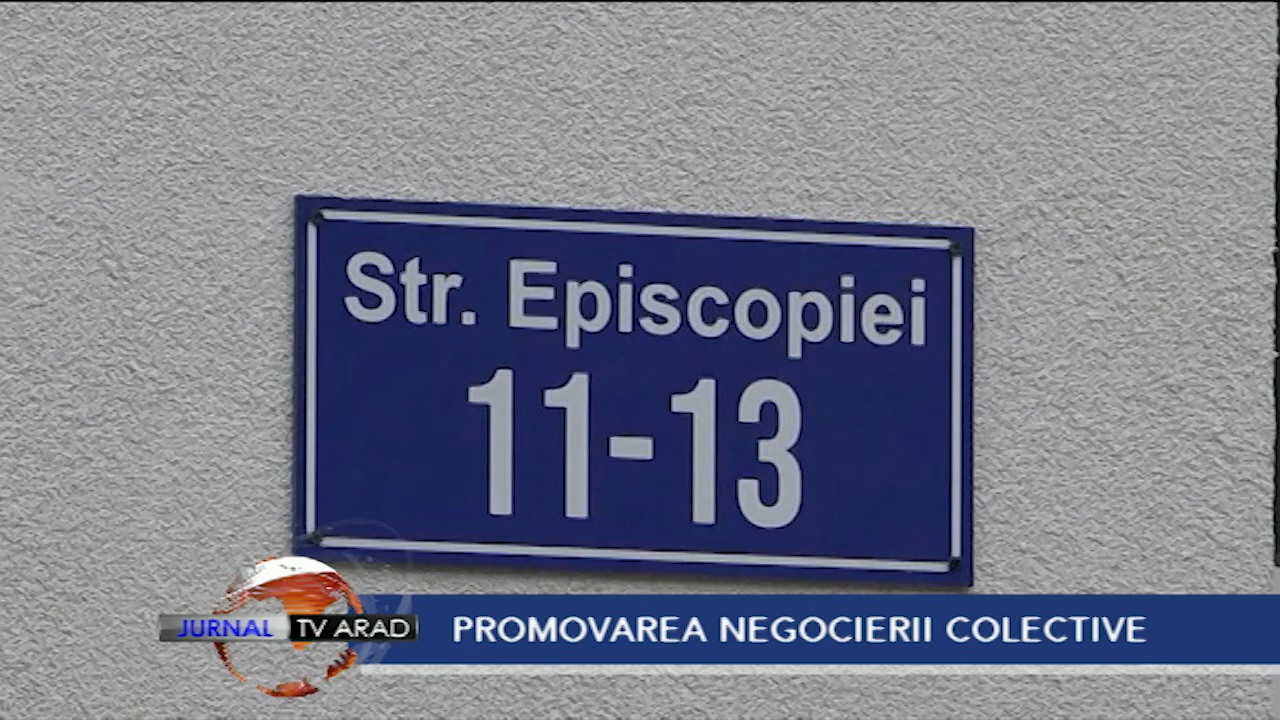 Str. Episcopiei
11-13
JURNAL TV ARAD
PROMOVAREA NEGOCIERII COLECTIVE